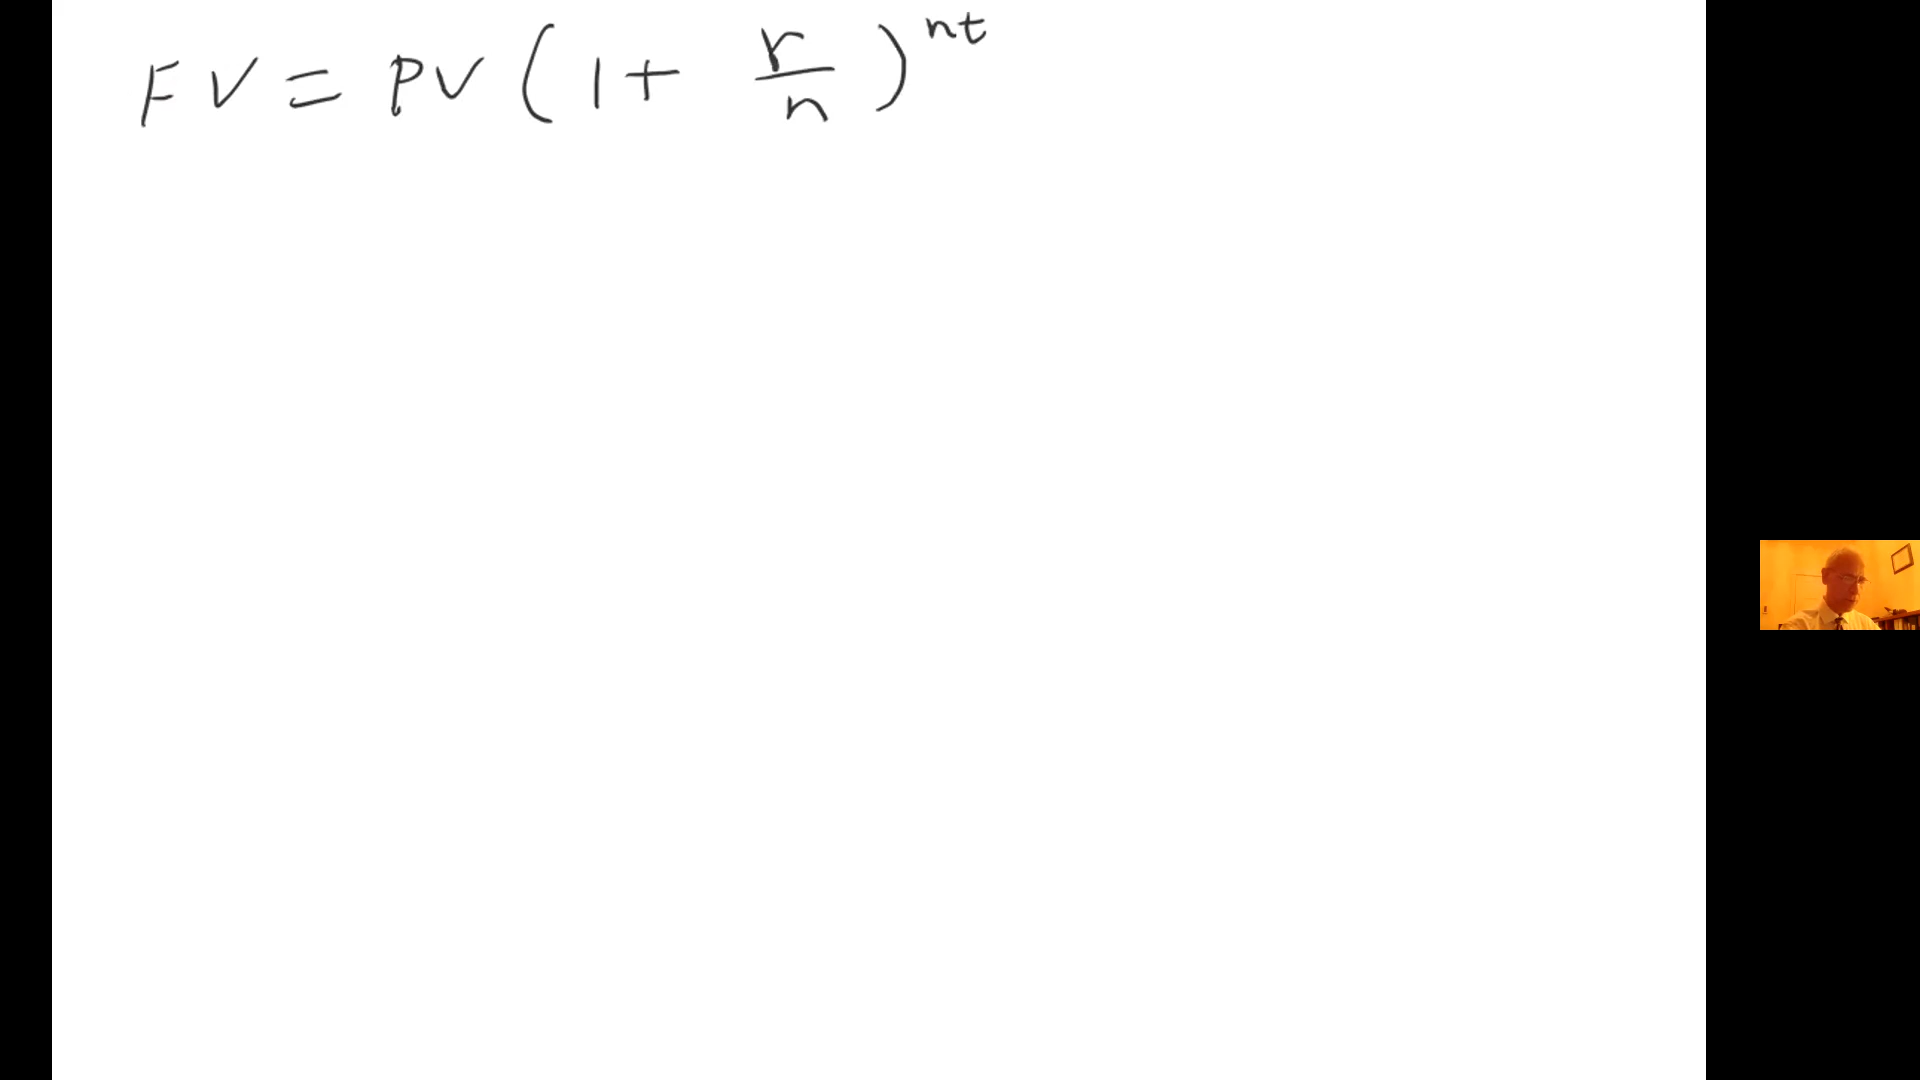 FV = PV ( 1 + r/n )^nt